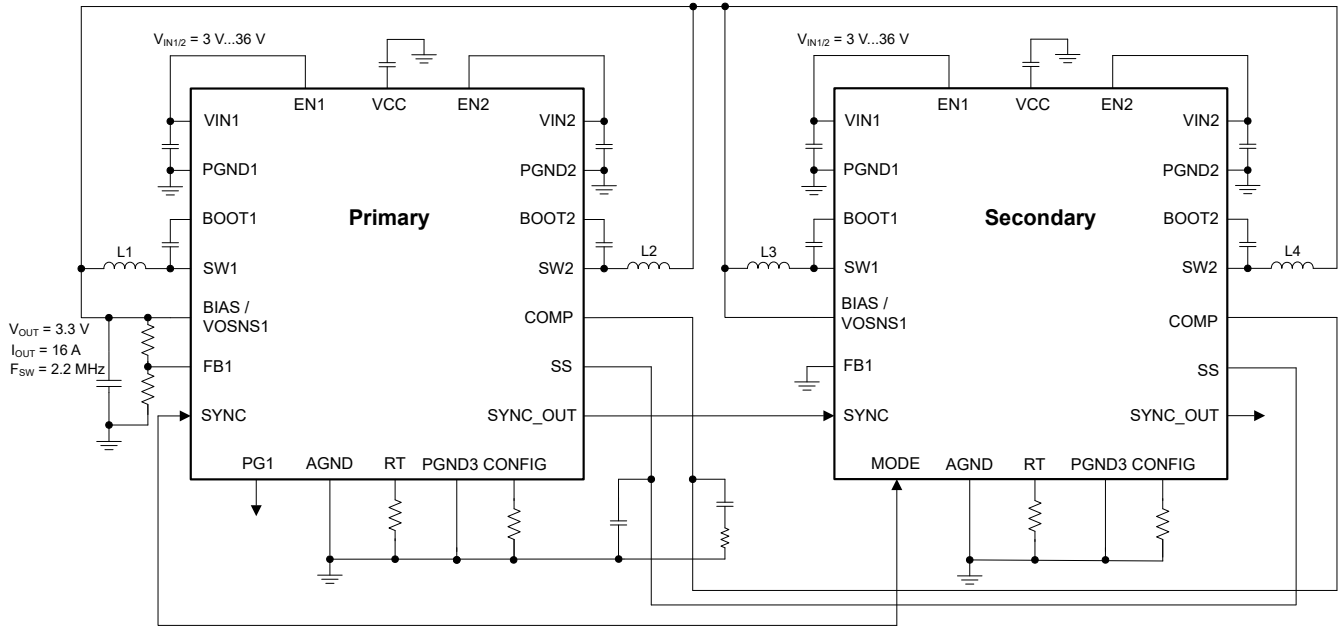 V_IN1/2 = 3 V...36 V
V_IN1/2 = 3 V...36 V
EN1
VCC
EN2
VIN1
VIN2
PGND1
PGND2
BOOT1
Primary
BOOT2
L1
SW1
SW2
L2
BIAS /
VOSNS1
COMP
V_OUT = 3.3 V
I_OUT = 16 A
F_SW = 2.2 MHz
FB1
SS
SYNC
SYNC_OUT
PG1
AGND
RT
PGND3
CONFIG
EN1
VCC
EN2
VIN1
VIN2
PGND1
PGND2
BOOT1
Secondary
BOOT2
L3
SW1
SW2
L4
BIAS /
VOSNS1
COMP
FB1
SS
SYNC
SYNC_OUT
MODE
AGND
RT
PGND3
CONFIG